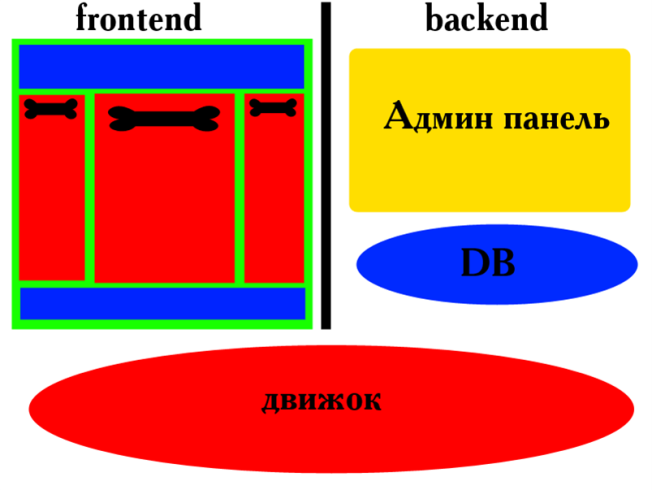 frontend
backend
Админ панель
DB
движок